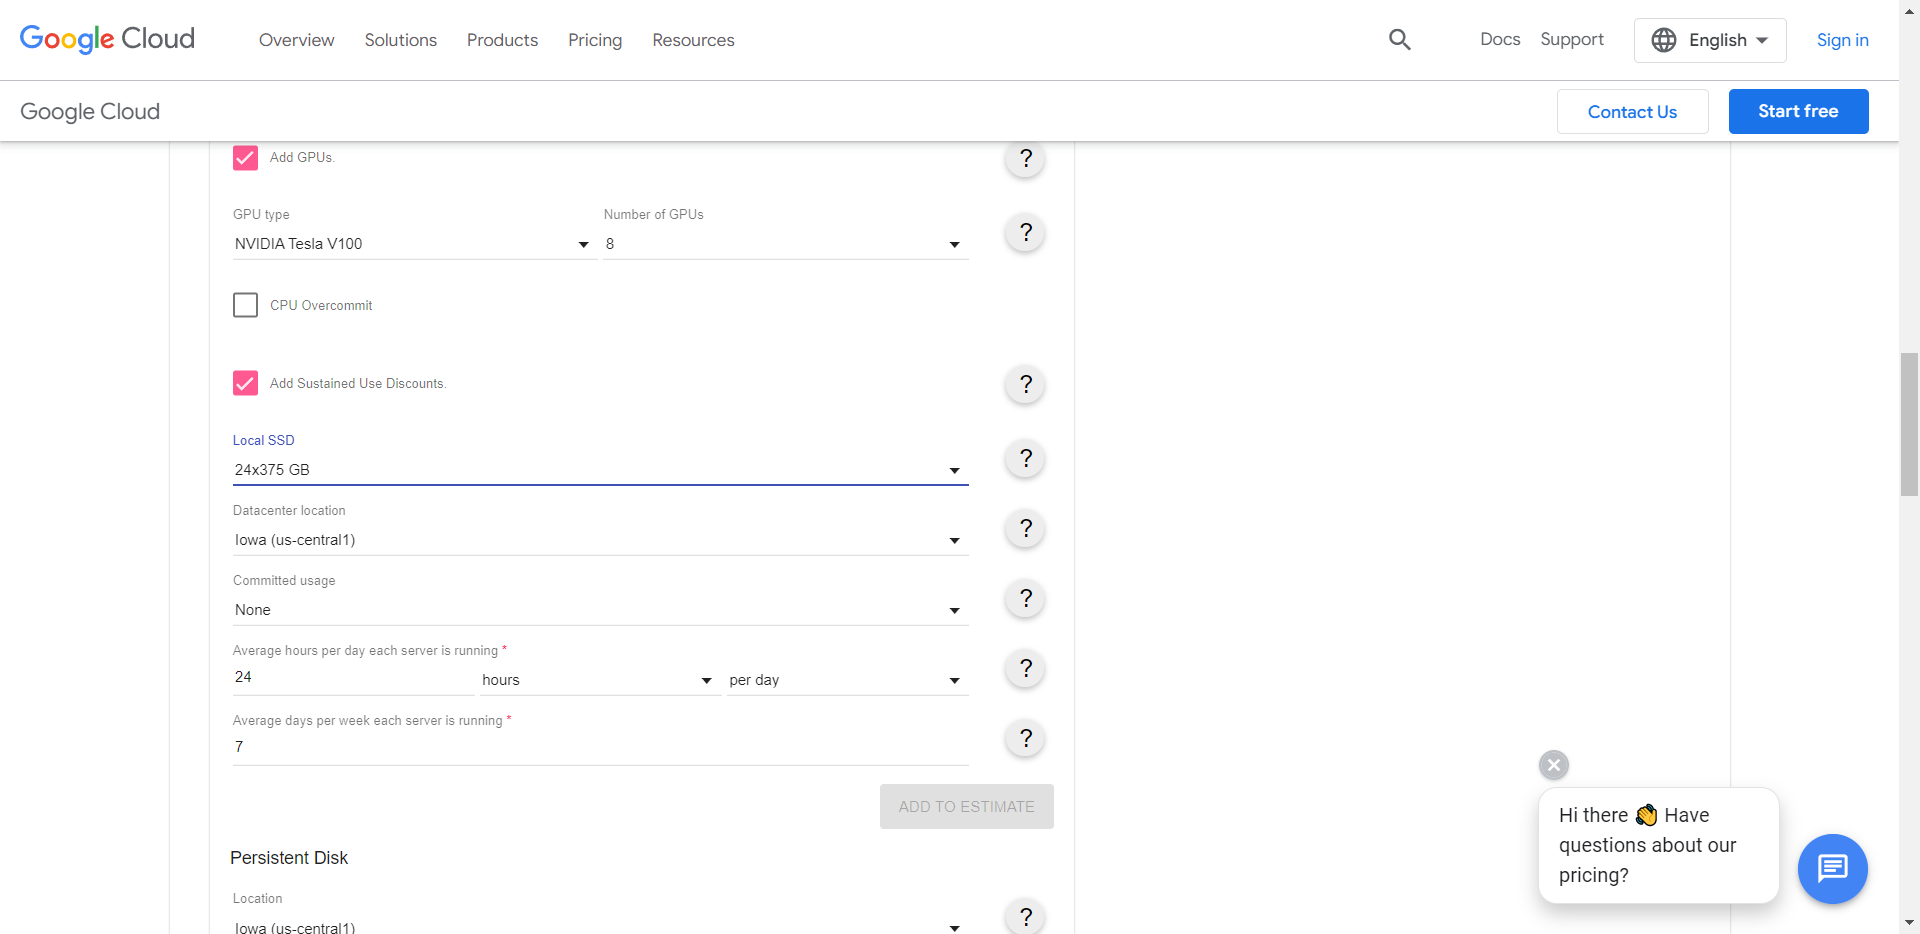 Google Cloud
Overview Solutions Products Pricing Resources
Docs Support English Sign in
Google Cloud
Contact Us Start free
Add GPUs. ?
GPU type Number of GPUs
NVIDIA Tesla V100 8 ?
CPU Overcommit
Add Sustained Use Discounts. ?
Local SSD
24x375 GB ?
Datacenter location
Iowa (us-central1) ?
Committed usage
None ?
Average hours per day each server is running *
24 hours per day ?
Average days per week each server is running *
7 ?
ADD TO ESTIMATE
Persistent Disk
Location
Iowa (us-central1) ?
Hi there 👋 Have
questions about our
pricing?